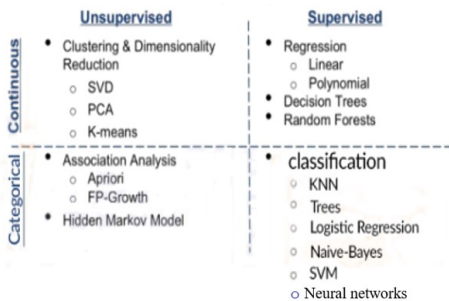 Unsupervised
Supervised
Continuous
• Clustering & Dimensionality
Reduction
o SVD
o PCA
o K-means
• Regression
o Linear
o Polynomial
• Decision Trees
• Random Forests
Categorical
• Association Analysis
o Apriori
o FP-Growth
• Hidden Markov Model
• classification
o KNN
o Trees
o Logistic Regression
o Naive-Bayes
o SVM
o Neural networks